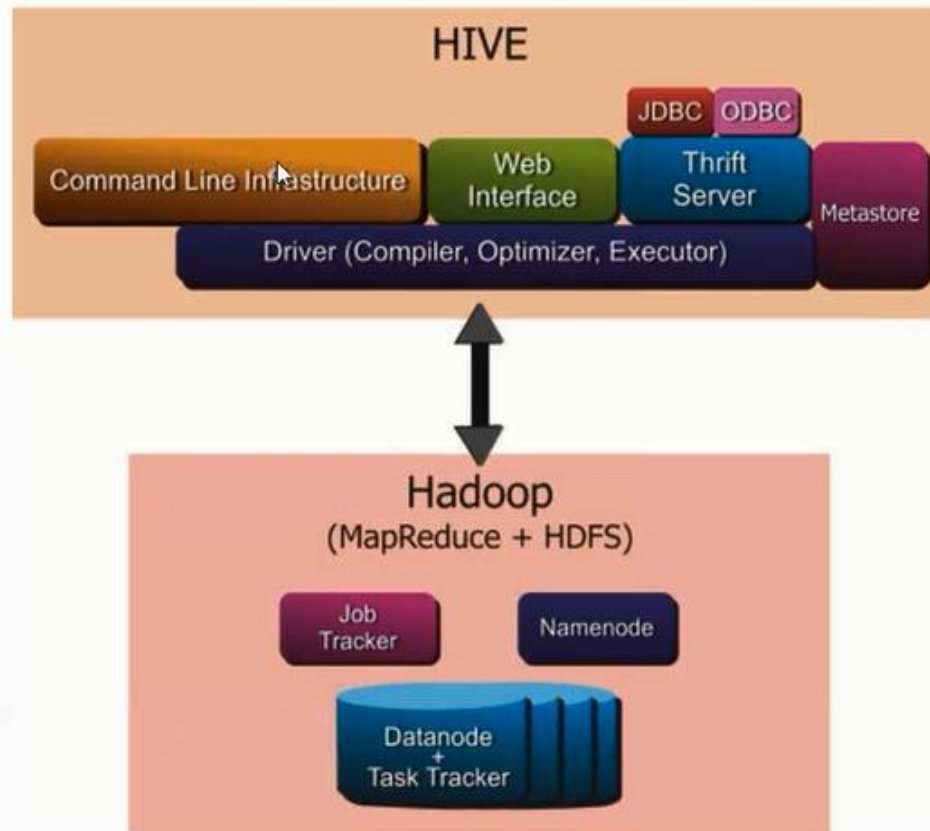 HIVE
JDBC ODBC
Command Line Infrastructure
Web
Interface
Thrift
Server
Metastore
Driver (Compiler, Optimizer, Executor)
Hadoop
(MapReduce + HDFS)
Job
Tracker
Namenode
Datanode
+
Task Tracker